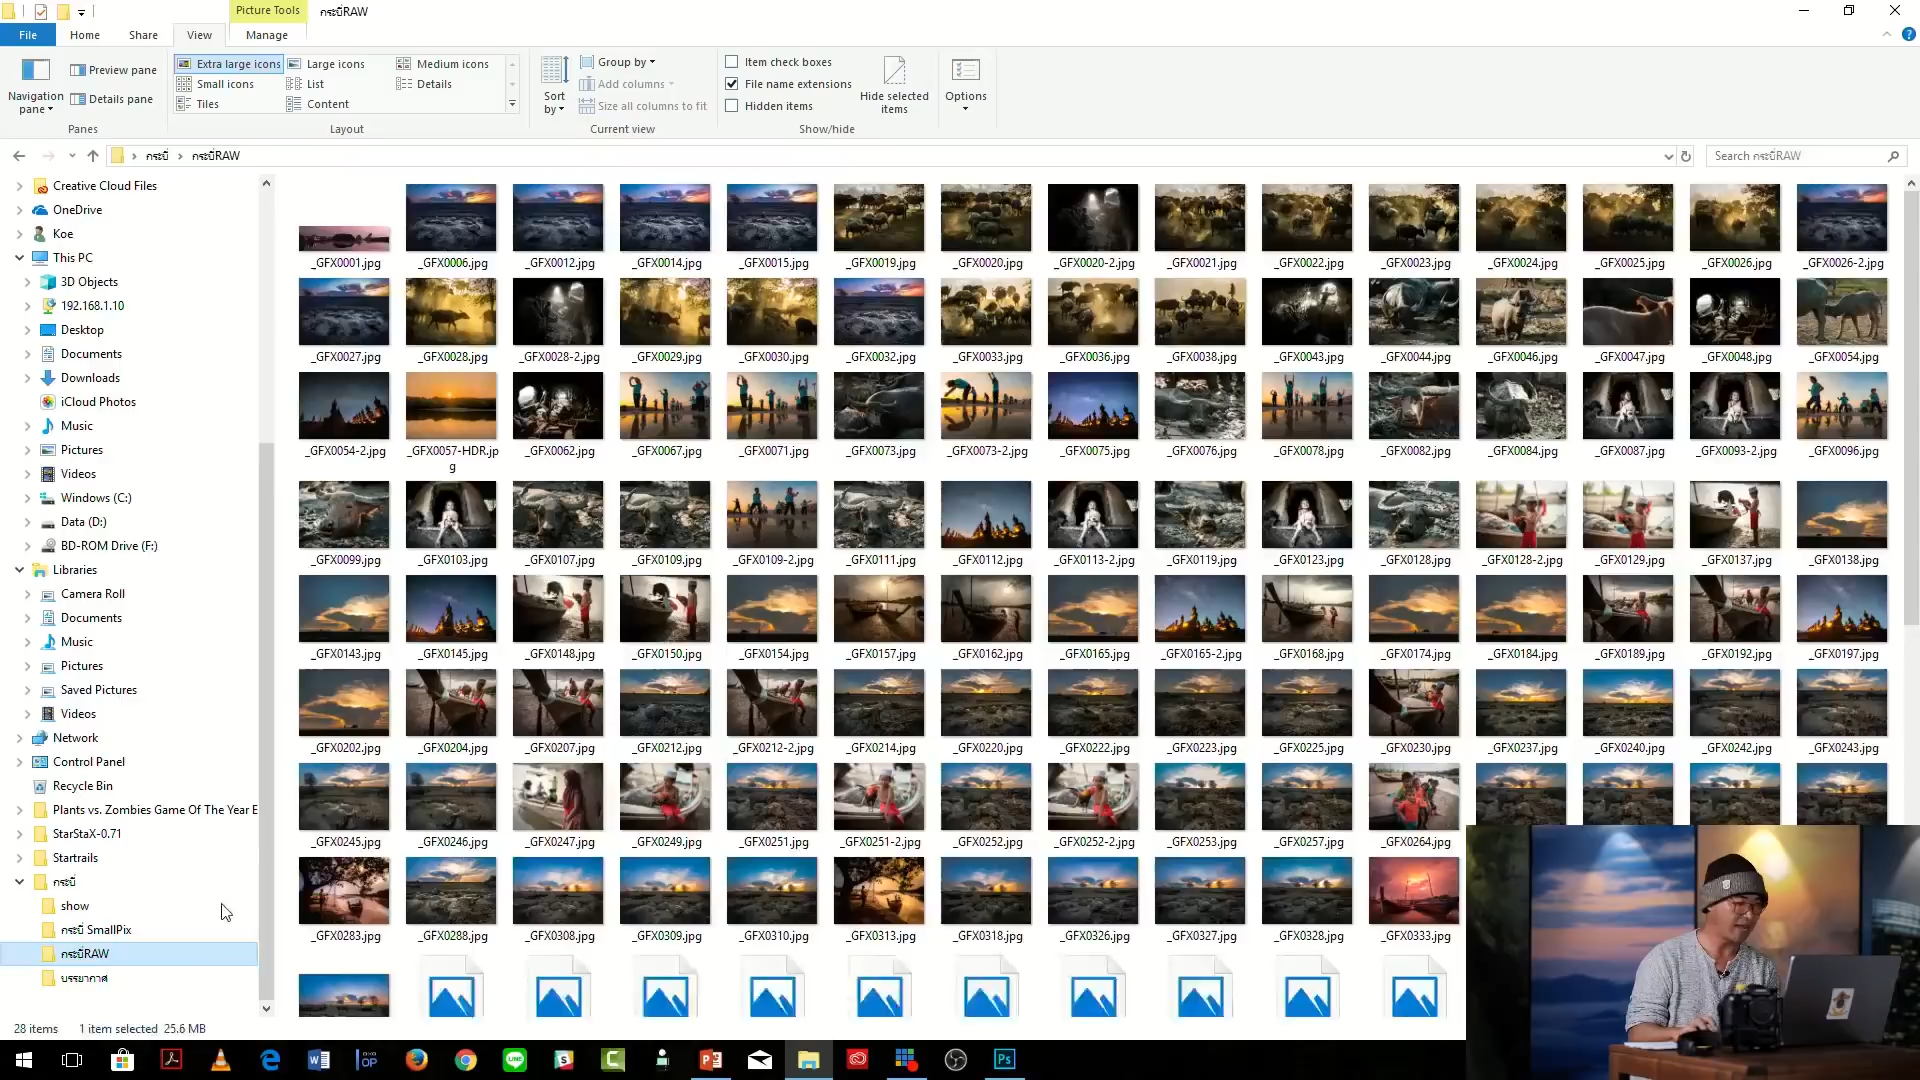 Picture Tools กระบี่RAW
File Home Share View Manage
Navigation pane
Preview pane
Details pane
Panes
Extra large icons Large icons Medium icons
Small icons List Details
Tiles Content
Layout
Sort by
Group by
Add columns
Size all columns to fit
Current view
Item check boxes
File name extensions
Hidden items
Hide selected items
Show/hide
Options
กระบี่ กระบี่RAW
Search กระบี่RAW
Creative Cloud Files
OneDrive
Koe
This PC
3D Objects
192.168.1.10
Desktop
Documents
Downloads
iCloud Photos
Music
Pictures
Videos
Windows (C:)
Data (D:)
BD-ROM Drive (F:)
Libraries
Camera Roll
Documents
Music
Pictures
Saved Pictures
Videos
Network
Control Panel
Recycle Bin
Plants vs. Zombies Game Of The Year E
StarStaX-0.71
Startrails
กระบี่
show
กระบี่ SmallPix
กระบี่RAW
บรรยากาศ
_GFX0001.jpg _GFX0006.jpg _GFX0012.jpg _GFX0014.jpg _GFX0015.jpg _GFX0019.jpg _GFX0020.jpg _GFX0020-2.jpg _GFX0021.jpg _GFX0022.jpg _GFX0023.jpg _GFX0024.jpg _GFX0025.jpg _GFX0026.jpg _GFX0026-2.jpg
_GFX0027.jpg _GFX0028.jpg _GFX0028-2.jpg _GFX0029.jpg _GFX0030.jpg _GFX0032.jpg _GFX0033.jpg _GFX0036.jpg _GFX0038.jpg _GFX0043.jpg _GFX0044.jpg _GFX0046.jpg _GFX0047.jpg _GFX0048.jpg _GFX0054.jpg
_GFX0054-2.jpg _GFX0057-HDR.jpg _GFX0062.jpg _GFX0067.jpg _GFX0071.jpg _GFX0073.jpg _GFX0073-2.jpg _GFX0075.jpg _GFX0076.jpg _GFX0078.jpg _GFX0082.jpg _GFX0084.jpg _GFX0087.jpg _GFX0093-2.jpg _GFX0096.jpg
_GFX0099.jpg _GFX0103.jpg _GFX0107.jpg _GFX0109.jpg _GFX0109-2.jpg _GFX0111.jpg _GFX0112.jpg _GFX0113-2.jpg _GFX0119.jpg _GFX0123.jpg _GFX0128.jpg _GFX0128-2.jpg _GFX0129.jpg _GFX0137.jpg _GFX0138.jpg
_GFX0143.jpg _GFX0145.jpg _GFX0148.jpg _GFX0150.jpg _GFX0154.jpg _GFX0157.jpg _GFX0162.jpg _GFX0165.jpg _GFX0165-2.jpg _GFX0168.jpg _GFX0174.jpg _GFX0184.jpg _GFX0189.jpg _GFX0192.jpg _GFX0197.jpg
_GFX0202.jpg _GFX0204.jpg _GFX0207.jpg _GFX0212.jpg _GFX0212-2.jpg _GFX0214.jpg _GFX0220.jpg _GFX0222.jpg _GFX0223.jpg _GFX0225.jpg _GFX0230.jpg _GFX0237.jpg _GFX0240.jpg _GFX0242.jpg _GFX0243.jpg
_GFX0245.jpg _GFX0246.jpg _GFX0247.jpg _GFX0249.jpg _GFX0251.jpg _GFX0251-2.jpg _GFX0252.jpg _GFX0252-2.jpg _GFX0253.jpg _GFX0257.jpg _GFX0264.jpg
_GFX0283.jpg _GFX0288.jpg _GFX0308.jpg _GFX0309.jpg _GFX0310.jpg _GFX0313.jpg _GFX0318.jpg _GFX0326.jpg _GFX0327.jpg _GFX0328.jpg _GFX0333.jpg
28 items 1 item selected 25.6 MB